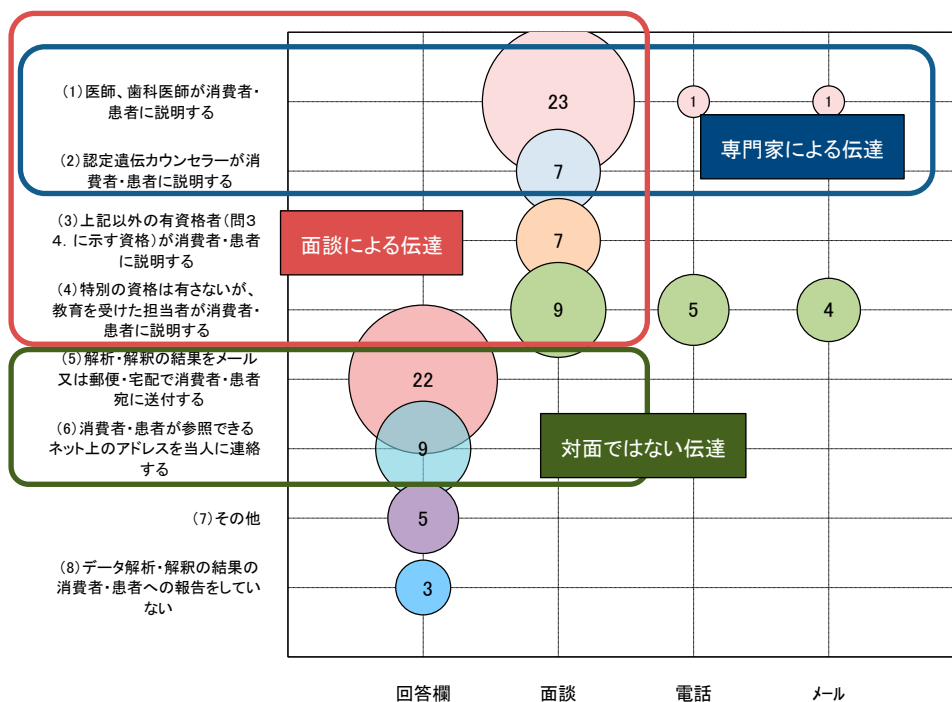 (1)医師、歯科医師が消費者・
患者に説明する
23
1
1
専門家による伝達
(2)認定遺伝カウンセラーが消
費者・患者に説明する
7
(3)上記以外の有資格者(問3
4.に示す資格)が消費者・患者
に説明する
面談による伝達
7
(4)特別の資格は有さないが、
教育を受けた担当者が消費者・
患者に説明する
9
5
4
(5)解析・解釈の結果をメール
又は郵便・宅配で消費者・患者
宛に送付する
22
(6)消費者・患者が参照できる
ネット上のアドレスを当人に連絡
する
9
対面ではない伝達
(7)その他
5
(8)データ解析・解釈の結果の
消費者・患者への報告をしてい
ない
3
回答欄
面談
電話
メール